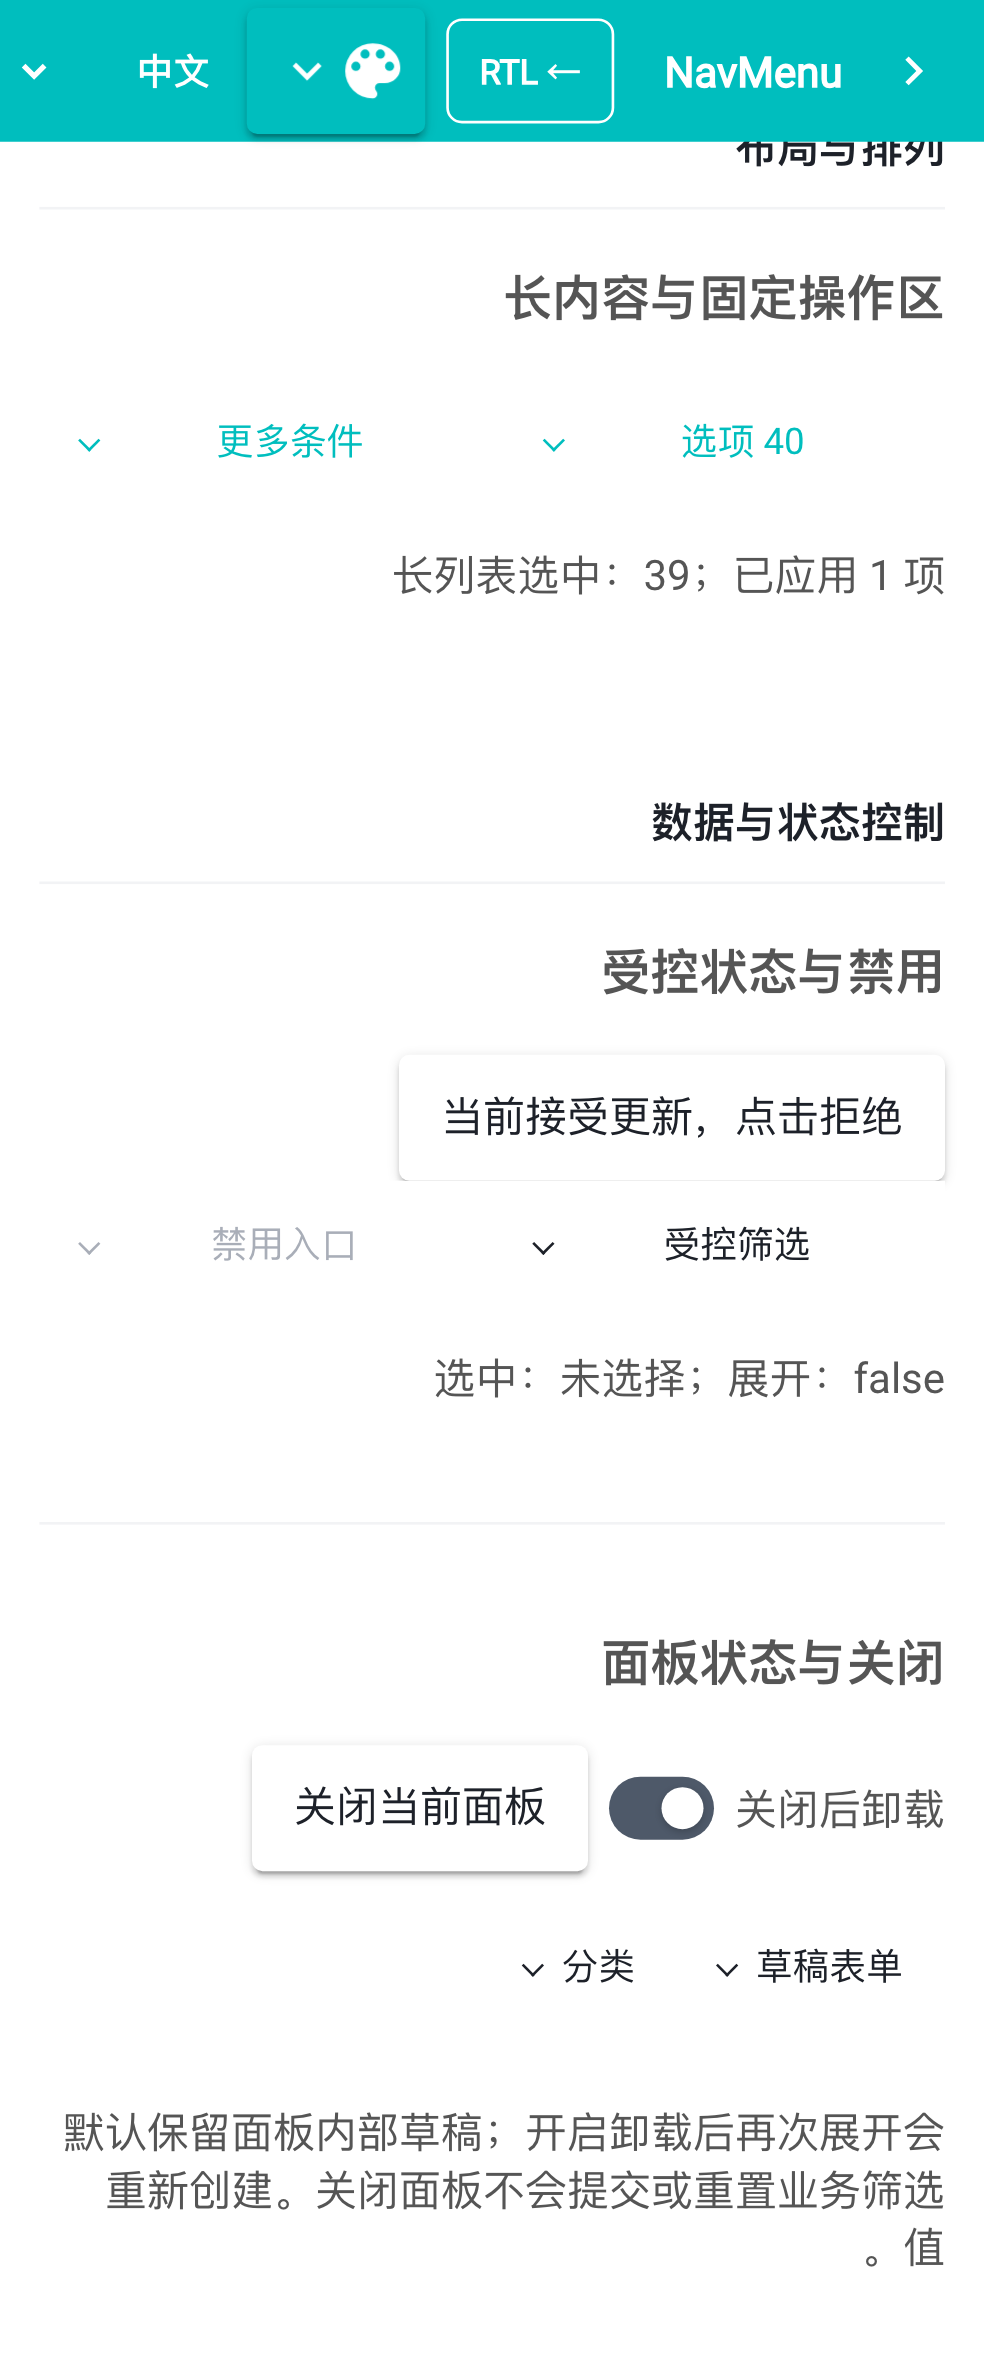 NavMenu
RTL ←
中文
布局与排列
长内容与固定操作区
选项 40
更多条件
长列表选中：39；已应用 1 项
数据与状态控制
受控状态与禁用
当前接受更新，点击拒绝
受控筛选
禁用入口
选中：未选择；展开：false
面板状态与关闭
关闭后卸载
关闭当前面板
草稿表单
分类
默认保留面板内部草稿；开启卸载后再次展开会
重新创建。关闭面板不会提交或重置业务筛选
值。